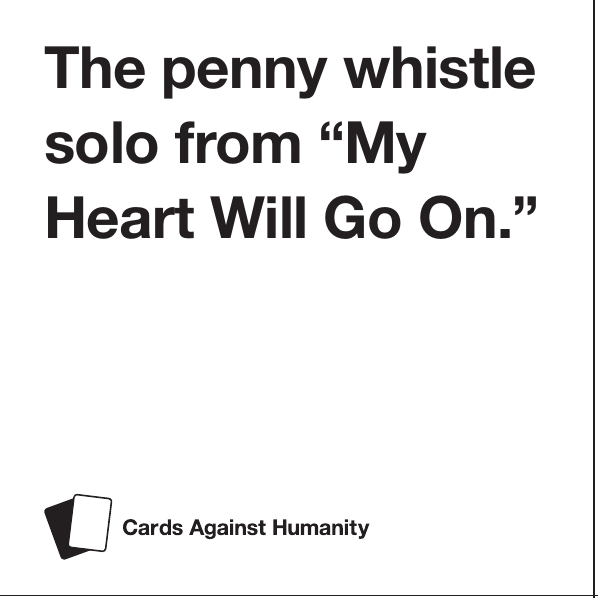 The penny whistle
solo from “My
Heart Will Go On.”
Cards Against Humanity